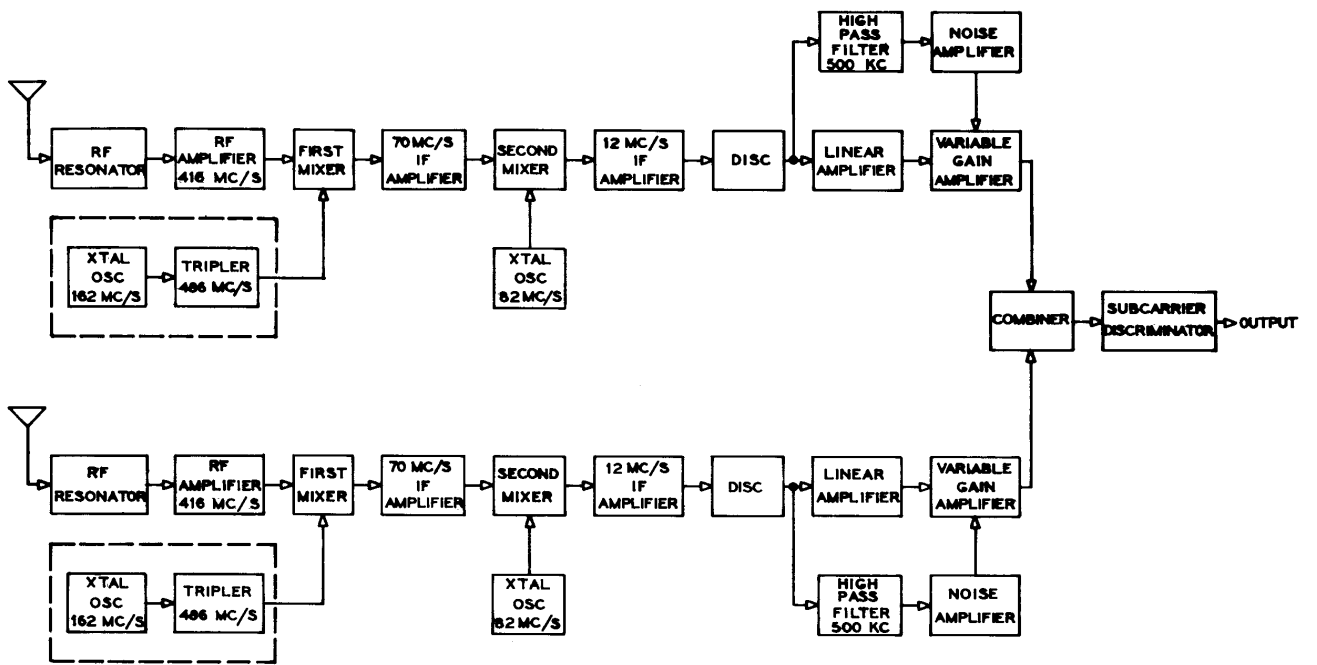 HIGH
PASS
FILTER
500 KC
NOISE
AMPLIFIER
RF
RESONATOR
RF
AMPLIFIER
416 MC/S
FIRST
MIXER
70 MC/S
IF
AMPLIFIER
SECOND
MIXER
12 MC/S
IF
AMPLIFIER
DISC
LINEAR
AMPLIFIER
VARIABLE
GAIN
AMPLIFIER
XTAL
OSC
162 MC/S
TRIPLER
486 MC/S
XTAL
OSC
82 MC/S
COMBINER
SUBCARRIER
DISCRIMINATOR
OUTPUT
RF
RESONATOR
RF
AMPLIFIER
416 MC/S
FIRST
MIXER
70 MC/S
IF
AMPLIFIER
SECOND
MIXER
12 MC/S
IF
AMPLIFIER
DISC
LINEAR
AMPLIFIER
VARIABLE
GAIN
AMPLIFIER
XTAL
OSC
162 MC/S
TRIPLER
486 MC/S
XTAL
OSC
82 MC/S
HIGH
PASS
FILTER
500 KC
NOISE
AMPLIFIER